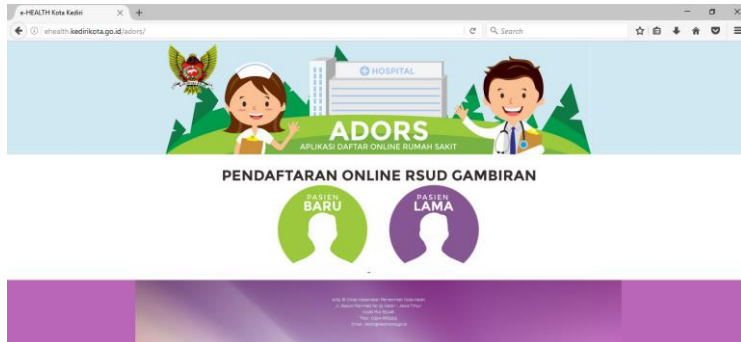 e-HEALTH Kota Kediri
ehealth.kedirikota.go.id/adors/
Search
HOSPITAL
ADORS
APLIKASI DAFTAR ONLINE RUMAH SAKIT
PENDAFTARAN ONLINE RSUD GAMBIRAN
PASIEN
BARU
PASIEN
LAMA